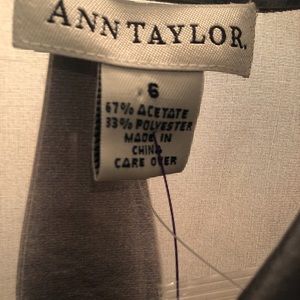 ANN TAYLOR.
6
67% ACETATE
33% POLYESTER
MADE IN
CHINA
CARE OVER